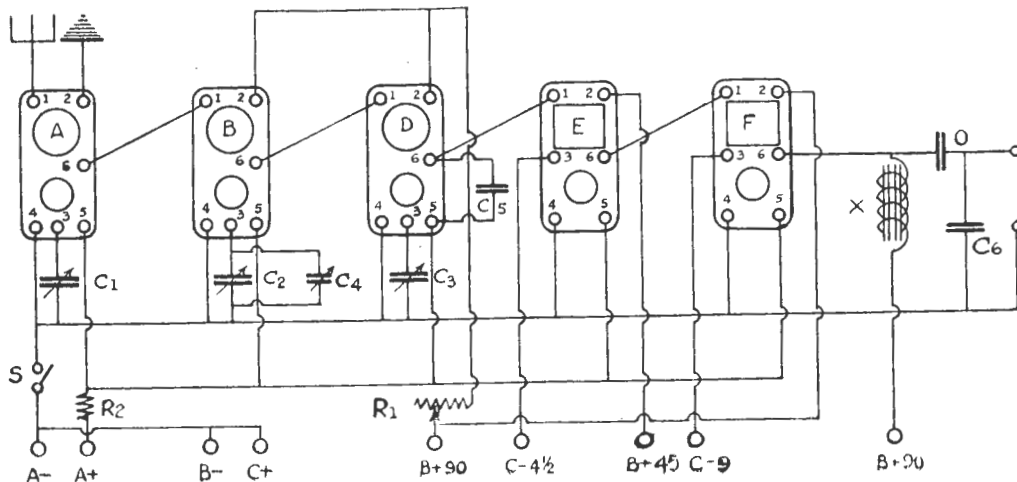 1 2 1 2 1 2 1 2 1 2
A B D E F
6 6 6 3 6 3 6 O
4 3 5 4 3 5 4 3 5 C5 4 5 4 5 X
C1 C2 C4 C3 C6
S
R2 R1
A- A+ B- C+ B+90 C-4½ B+45 C-9 B+90